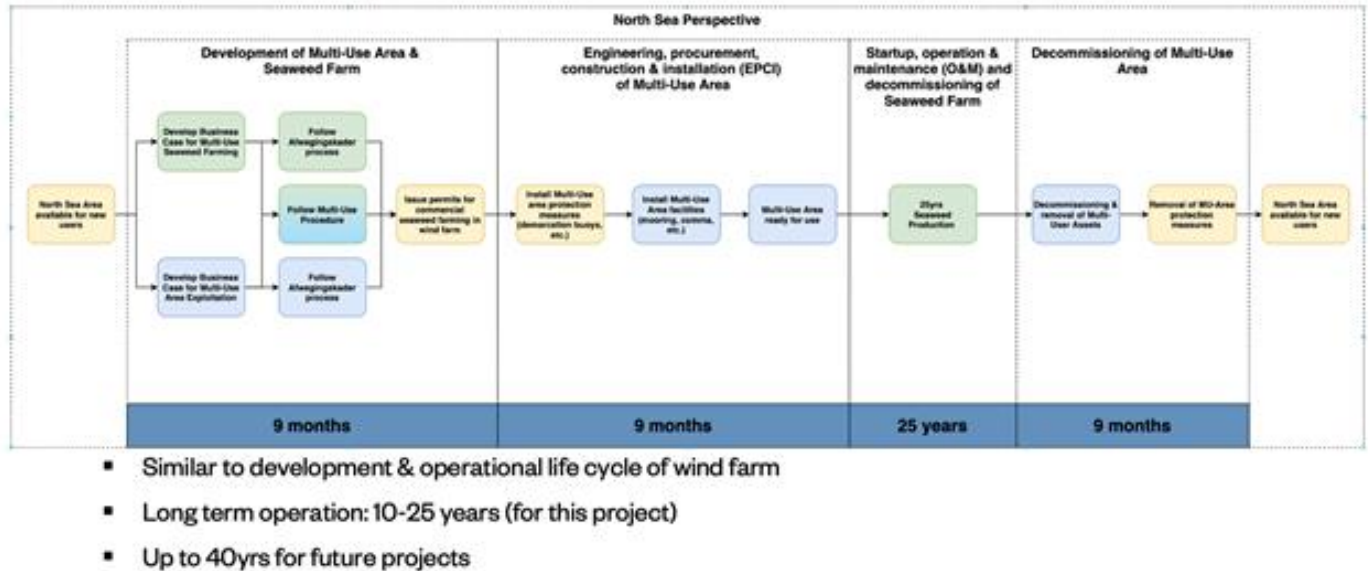 North Sea Perspective
Development of Multi-Use Area &
Seaweed Farm
Engineering, procurement,
construction & installation (EPCI)
of Multi-Use Area
Startup, operation &
maintenance (O&M) and
decommissioning of
Seaweed Farm
Decommissioning of Multi-Use
Area
North Sea Area
available for new
users
Develop Business
Case for Multi-Use
Seaweed Farming
Follow
Afwegingskader
process
Follow Multi-Use
Procedure
Develop Business
Case for Multi-Use
Area Exploitation
Follow
Afwegingskader
process
Issue permits for
commercial
seaweed farming in
wind farm
Install Multi-Use
area protection
measures
(demarcation buoys,
etc.)
Install Multi-Use
Area facilities
(mooring, comms,
etc.)
Multi-Use Area
ready for use
25yrs
Seaweed
Production
Decommissioning &
removal of Multi-
User Assets
Removal of MU-Area
protection
measures
North Sea Area
available for new
users
9 months
9 months
25 years
9 months
▪ Similar to development & operational life cycle of wind farm
▪ Long term operation: 10-25 years (for this project)
▪ Up to 40yrs for future projects